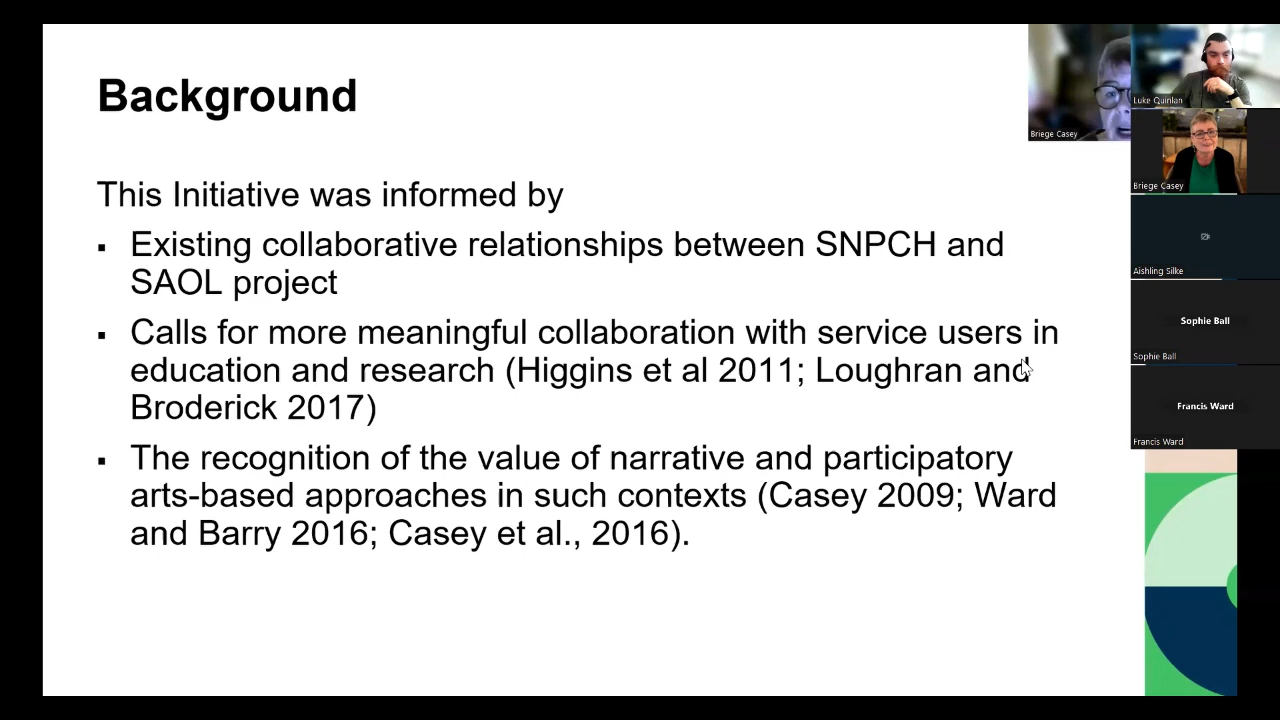 Background
This Initiative was informed by
▪ Existing collaborative relationships between SNPCH and
SAOL project
▪ Calls for more meaningful collaboration with service users in
education and research (Higgins et al 2011; Loughran and
Broderick 2017)
▪ The recognition of the value of narrative and participatory
arts-based approaches in such contexts (Casey 2009; Ward
and Barry 2016; Casey et al., 2016).
Briege Casey
Luke Quinlan
Briege Casey
Aishling Silke
Sophie Ball
Sophie Ball
Francis Ward
Francis Ward